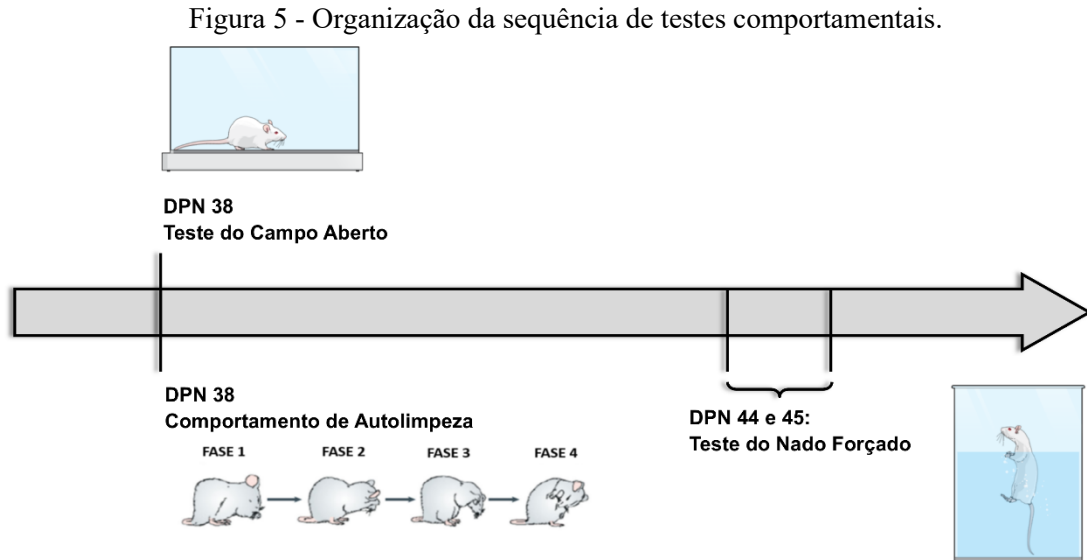 Figura 5 - Organização da sequência de testes comportamentais.
DPN 38
Teste do Campo Aberto
DPN 38
Comportamento de Autolimpeza
FASE 1
FASE 2
FASE 3
FASE 4
DPN 44 e 45:
Teste do Nado Forçado